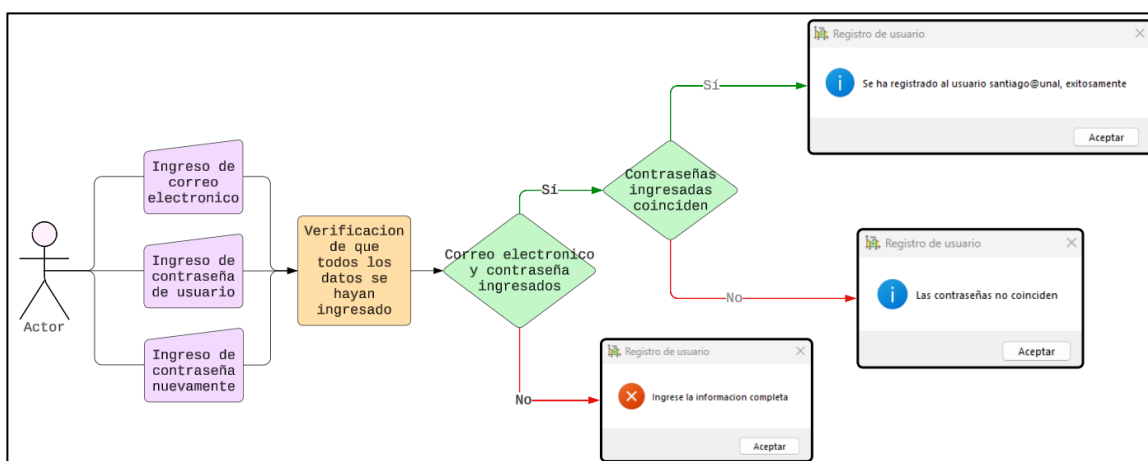 Registro de usuario
Se ha registrado al usuario santiago@unal, exitosamente
Aceptar
Sí
Ingreso de
correo
electronico
Contraseñas
ingresadas
coinciden
Sí
Verificacion
de que
todos los
datos se
hayan
ingresado
Ingreso de
contraseña
de usuario
Correo electronico
y contraseña
ingresados
Registro de usuario
Las contraseñas no coinciden
Aceptar
No
Actor
Ingreso de
contraseña
nuevamente
No
Registro de usuario
Ingrese la informacion completa
Aceptar